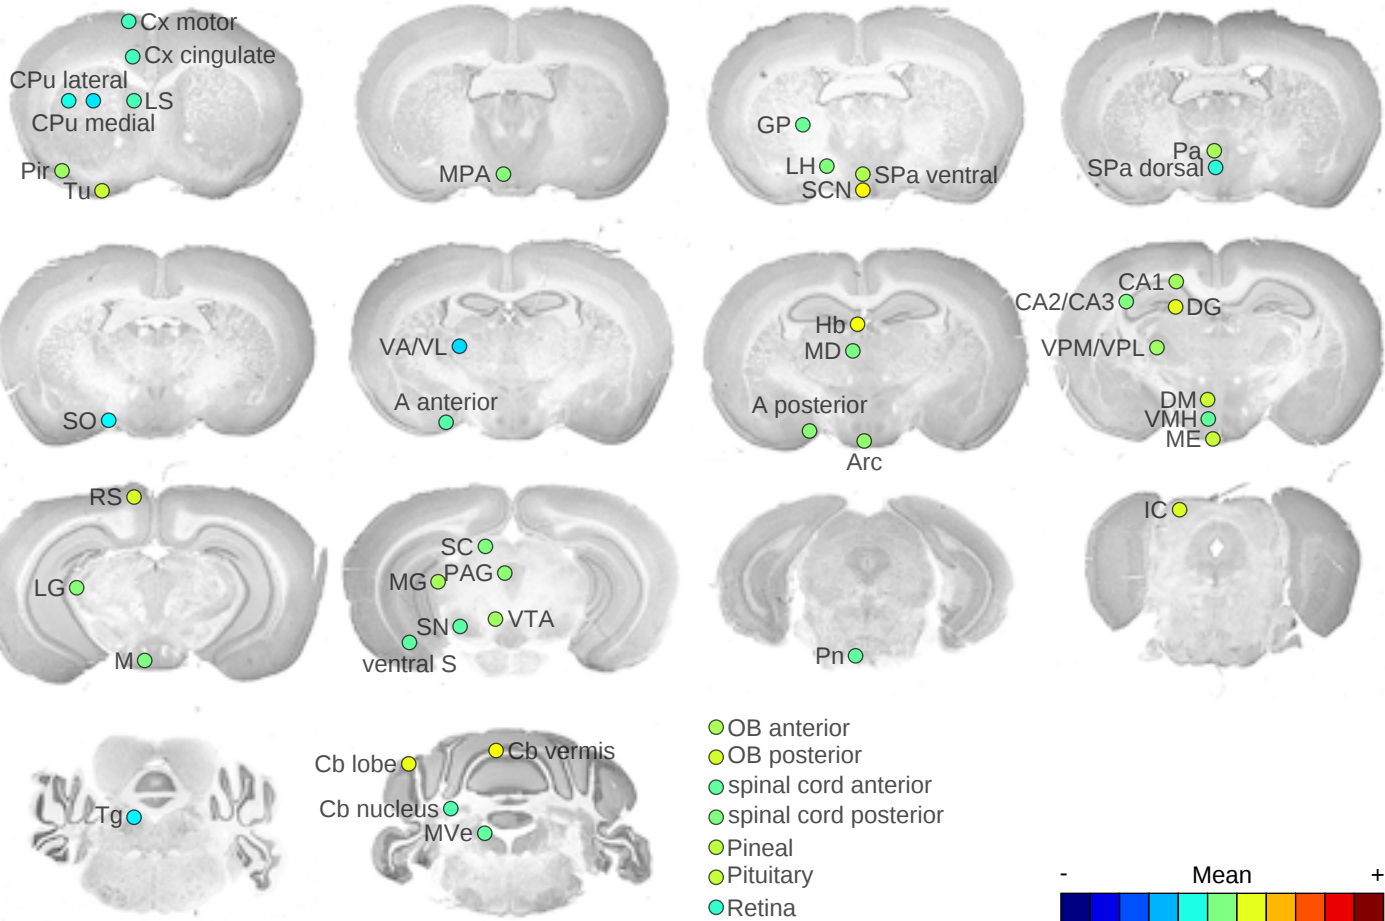 Cx motor
Cx cingulate
CPu lateral
LS
CPu medial
Pir
Tu
MPA
GP
LH
SPa ventral
SCN
Pa
SPa dorsal
SO
VA/VL
A anterior
Hb
MD
A posterior
Arc
CA1
CA2/CA3
DG
VPM/VPL
DM
VMH
ME
RS
LG
M
SC
MG
PAG
SN
VTA
ventral S
Pn
IC
Tg
Cb lobe
Cb vermis
Cb nucleus
MVe
OB anterior
OB posterior
spinal cord anterior
spinal cord posterior
Pineal
Pituitary
Retina
- Mean +